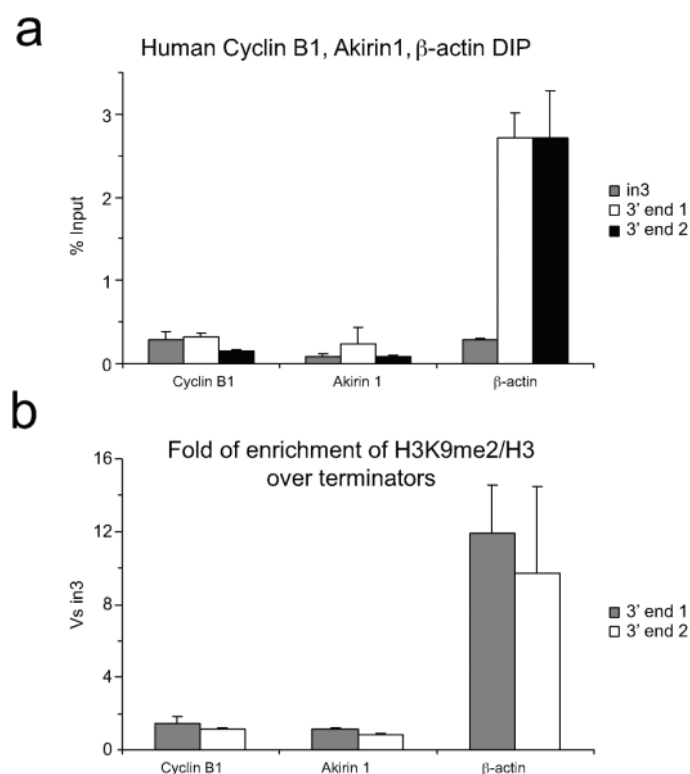 a
Human Cyclin B1, Akirin1, β-actin DIP
3
2
1
0
% Input
Cyclin B1
Akirin 1
β-actin
in3
3' end 1
3' end 2
b
Fold of enrichment of H3K9me2/H3
over terminators
16
12
8
4
0
Vs in3
Cyclin B1
Akirin 1
β-actin
3' end 1
3' end 2